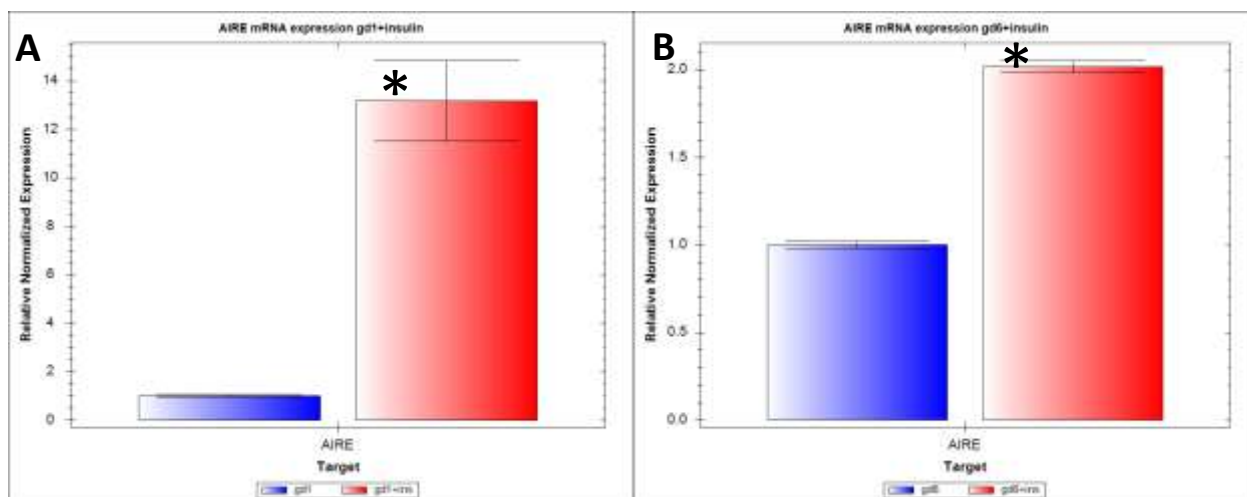 A
AIRE mRNA expression gd1+insulin
*
Relative Normalized Expression
14
12
10
8
6
4
2
0
AIRE
Target
gd1
gd1+ins
B
AIRE mRNA expression gd6+insulin
*
Relative Normalized Expression
2.0
1.5
1.0
0.5
0.0
AIRE
Target
gd6
gd6+ins